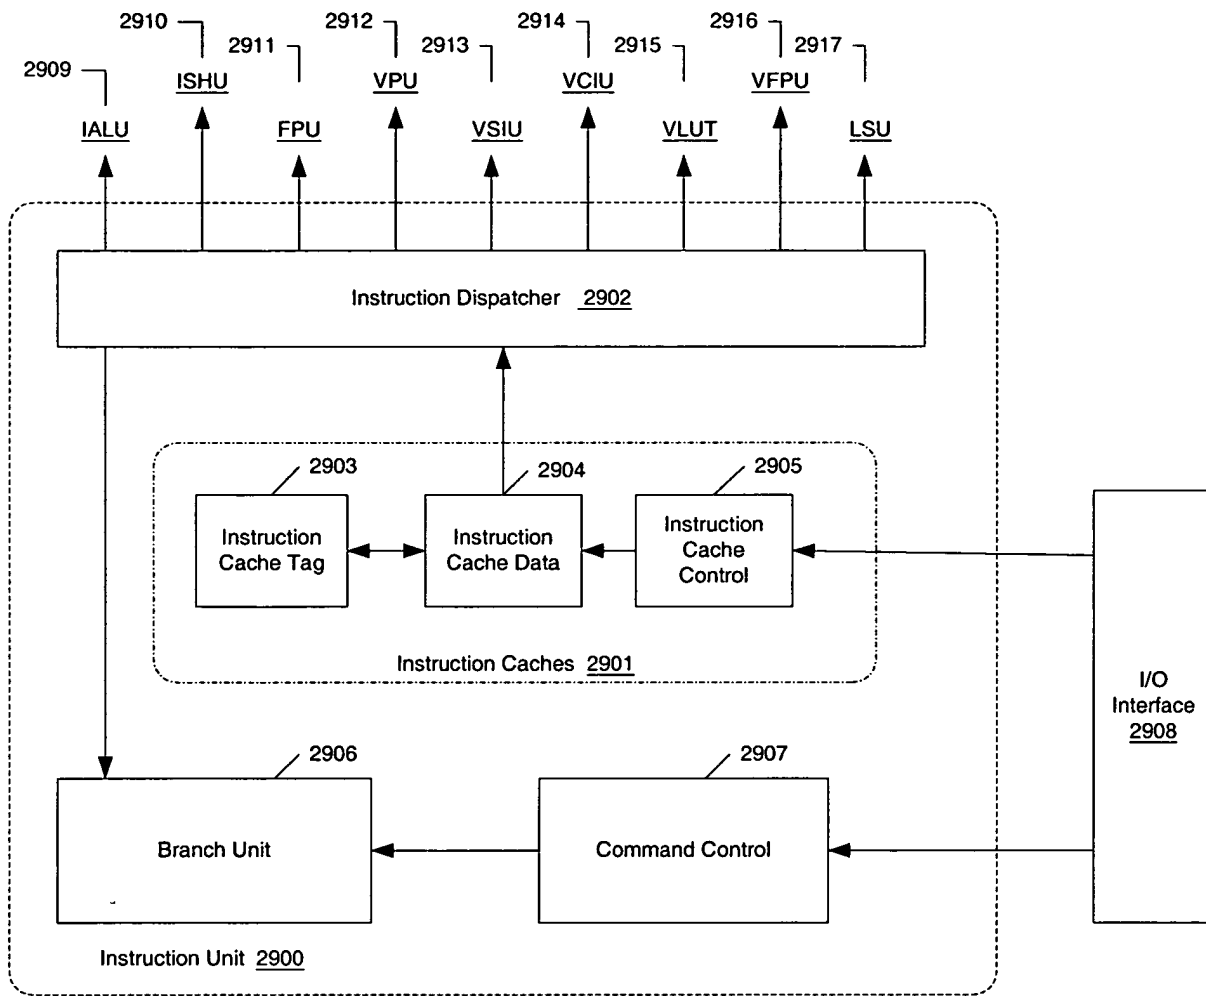 2910
2912
2914
2916
2911
2913
2915
2917
2909
ISHU
VPU
VCIU
VFPU
IALU
FPU
VSIU
VLUT
LSU
Instruction Dispatcher 2902
2903
2904
2905
Instruction
Cache Tag
Instruction
Cache Data
Instruction
Cache
Control
Instruction Caches 2901
I/O
Interface
2908
2906
2907
Branch Unit
Command Control
Instruction Unit 2900